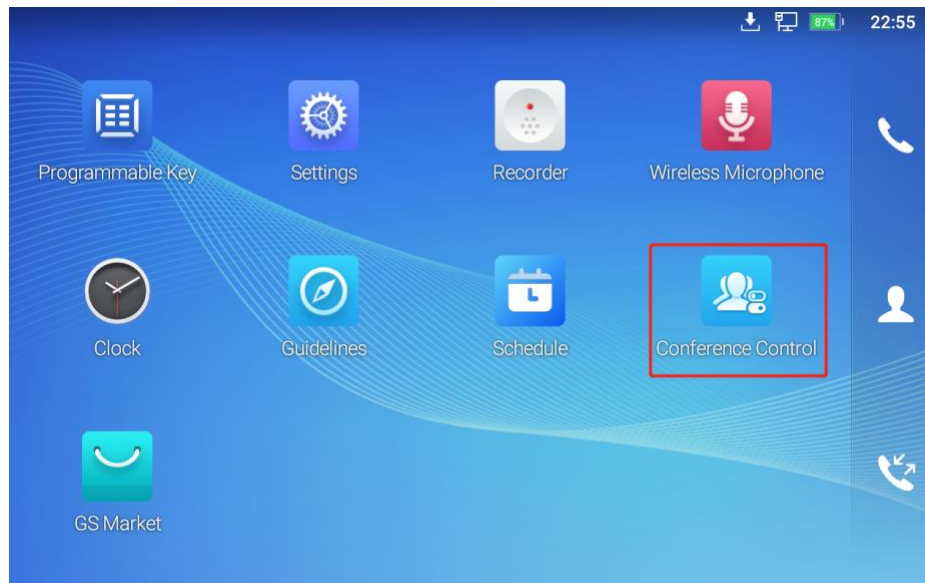 87% 22:55
Programmable Key
Settings
Recorder
Wireless Microphone
Clock
Guidelines
Schedule
Conference Control
GS Market